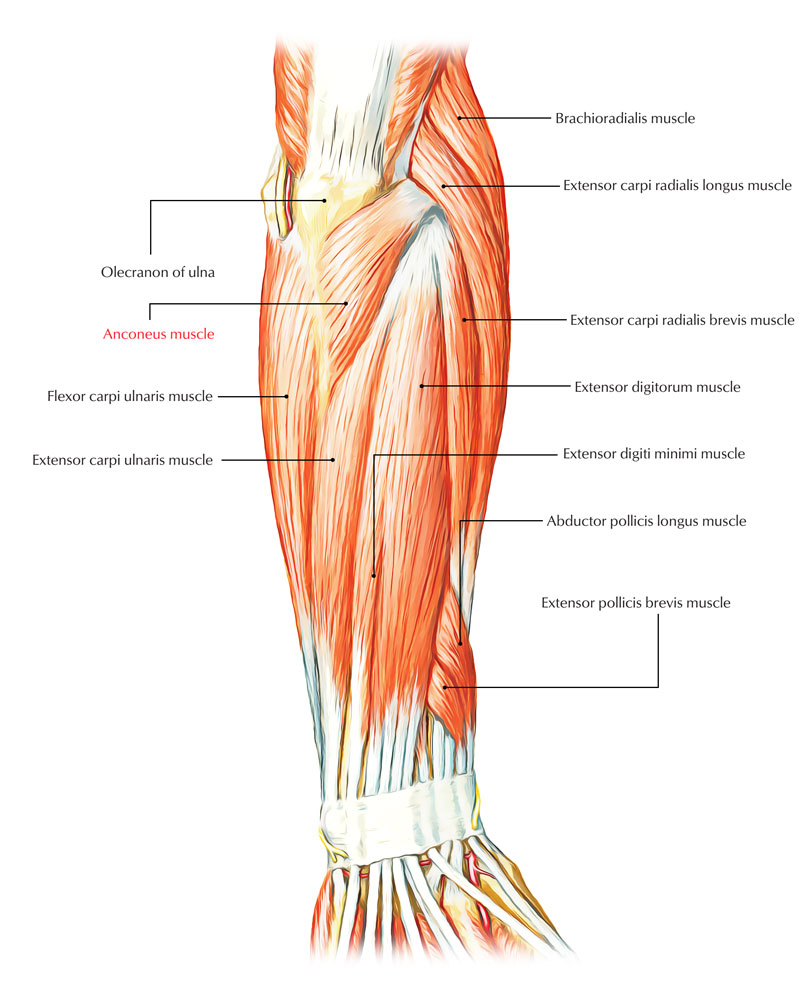 Brachioradialis muscle
Extensor carpi radialis longus muscle
Olecranon of ulna
Extensor carpi radialis brevis muscle
Anconeus muscle
Extensor digitorum muscle
Flexor carpi ulnaris muscle
Extensor digiti minimi muscle
Extensor carpi ulnaris muscle
Abductor pollicis longus muscle
Extensor pollicis brevis muscle